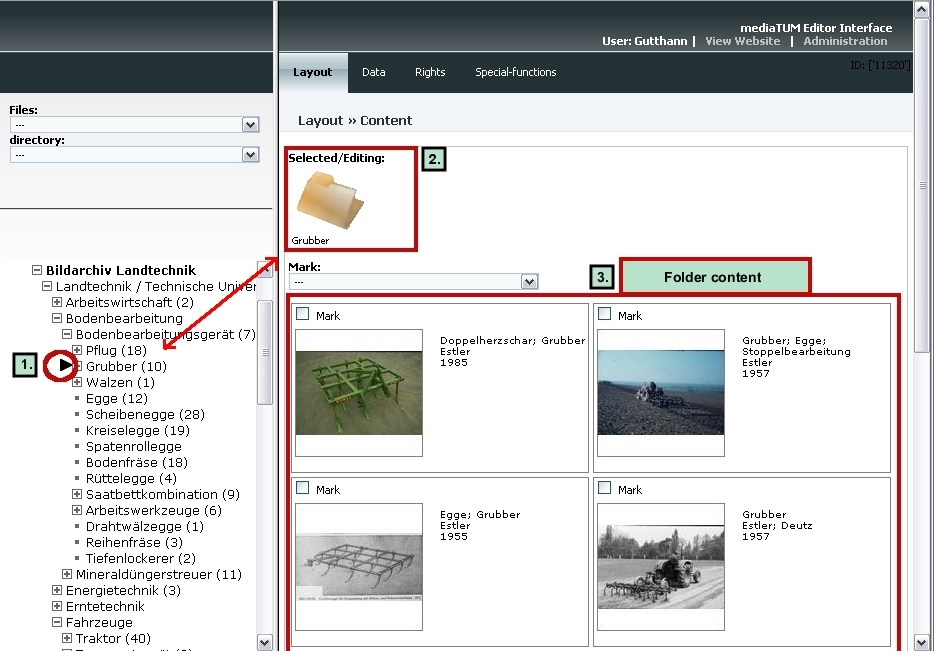 mediaTUM Editor Interface
User: Gutthann | View Website | Administration
Layout Data Rights Special-functions
ID: ['11320']
Files:
---
directory:
---
Layout » Content
Selected/Editing:
2.
Grubber
Mark:
---
3.
Folder content
Bildarchiv Landtechnik
Landtechnik / Technische Univer
Arbeitswirtschaft (2)
Bodenbearbeitung
Bodenbearbeitungsgerät (7)
Pflug (18)
1.
Grubber (10)
Walzen (1)
Egge (12)
Scheibenegge (28)
Kreiselegge (19)
Spatenrollegge
Bodenfräse (18)
Rüttelegge (4)
Saatbettkombination (9)
Arbeitswerkzeuge (6)
Drahtwälzegge (1)
Reihenfräse (3)
Tiefenlockerer (2)
Mineraldüngerstreuer (11)
Energietechnik (3)
Erntetechnik
Fahrzeuge
Traktor (40)
Mark
Doppelherzschar; Grubber
Estler
1985
Mark
Grubber; Egge;
Stoppelbearbeitung
Estler
1957
Mark
Egge; Grubber
Estler
1955
Mark
Grubber
Estler; Deutz
1957